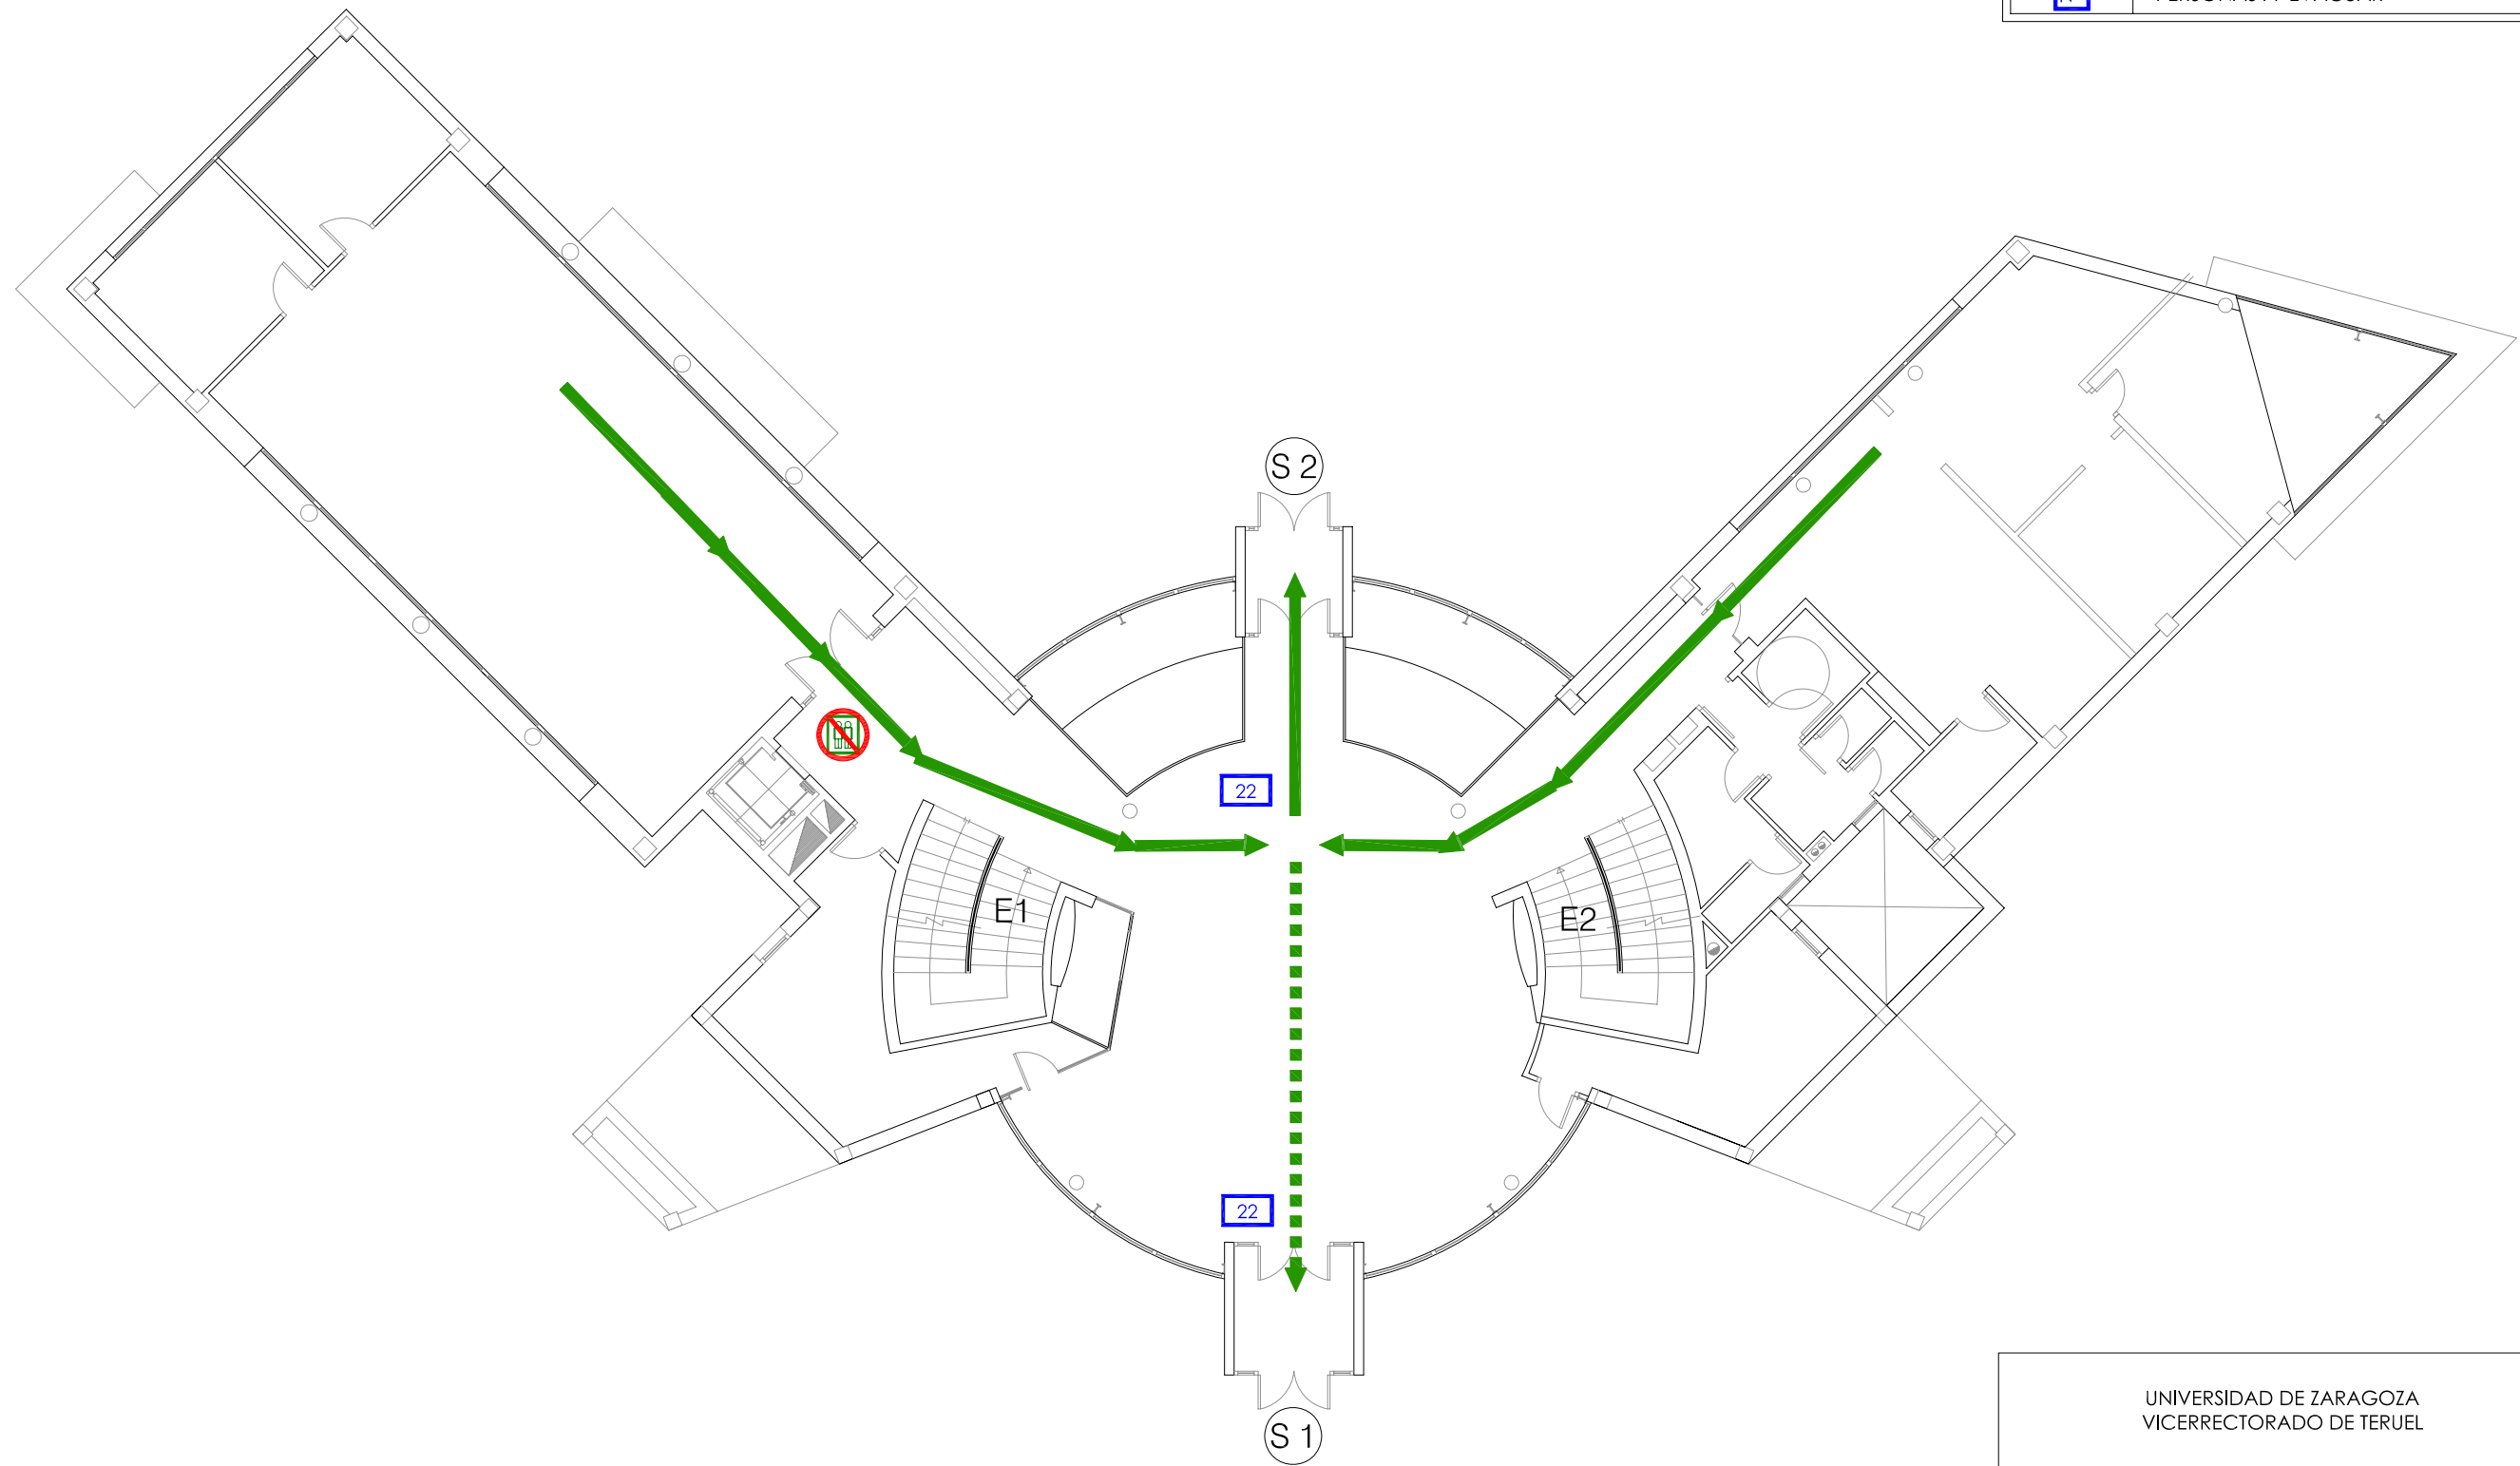 S 2
22
E1
E2
22
S 1
UNIVERSIDAD DE ZARAGOZA
VICERRECTORADO DE TERUEL